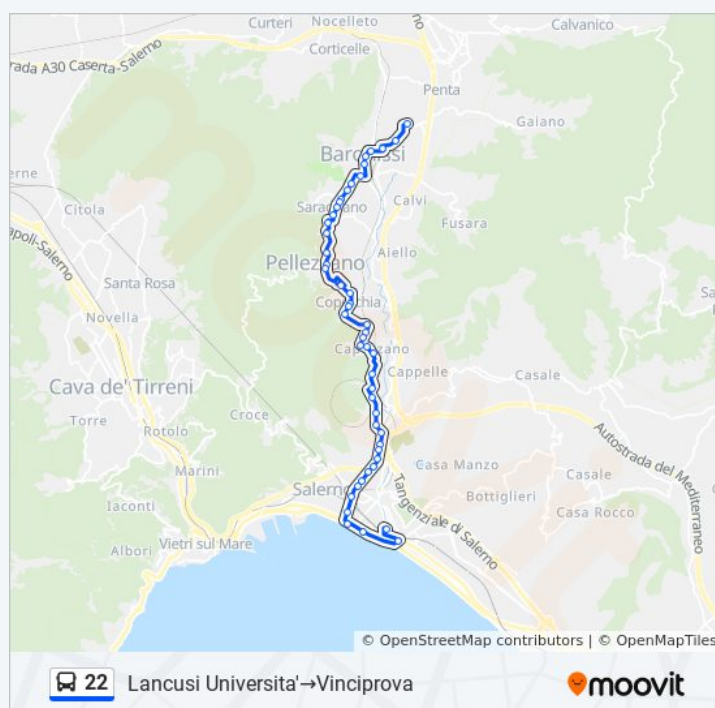 Curteri
Nocelleto
Calvanico
Corticelle
rada A30 Caserta-Salerno
Penta
Gaiano
Baronissi
erne
Citola
Calvi
Saragnano
Fusara
apoli-Salerno
Aiello
Pellezzano
Santa Rosa
Sa
Novella
Coperchia
Capezzano
Cappelle
Cava de' Tirreni
Casale
Croce
Torre
Rotolo
Autostrada del Mediterraneo
Marini
Casa Manzo
Casale
Salerno
Bottiglieri
Iaconti
Tangenziale di Salerno
Casa Rocco
Albori
Vietri sul Mare
© OpenStreetMap contributors | © OpenMapTiles
22 Lancusi Universita'→Vinciprova
moovit